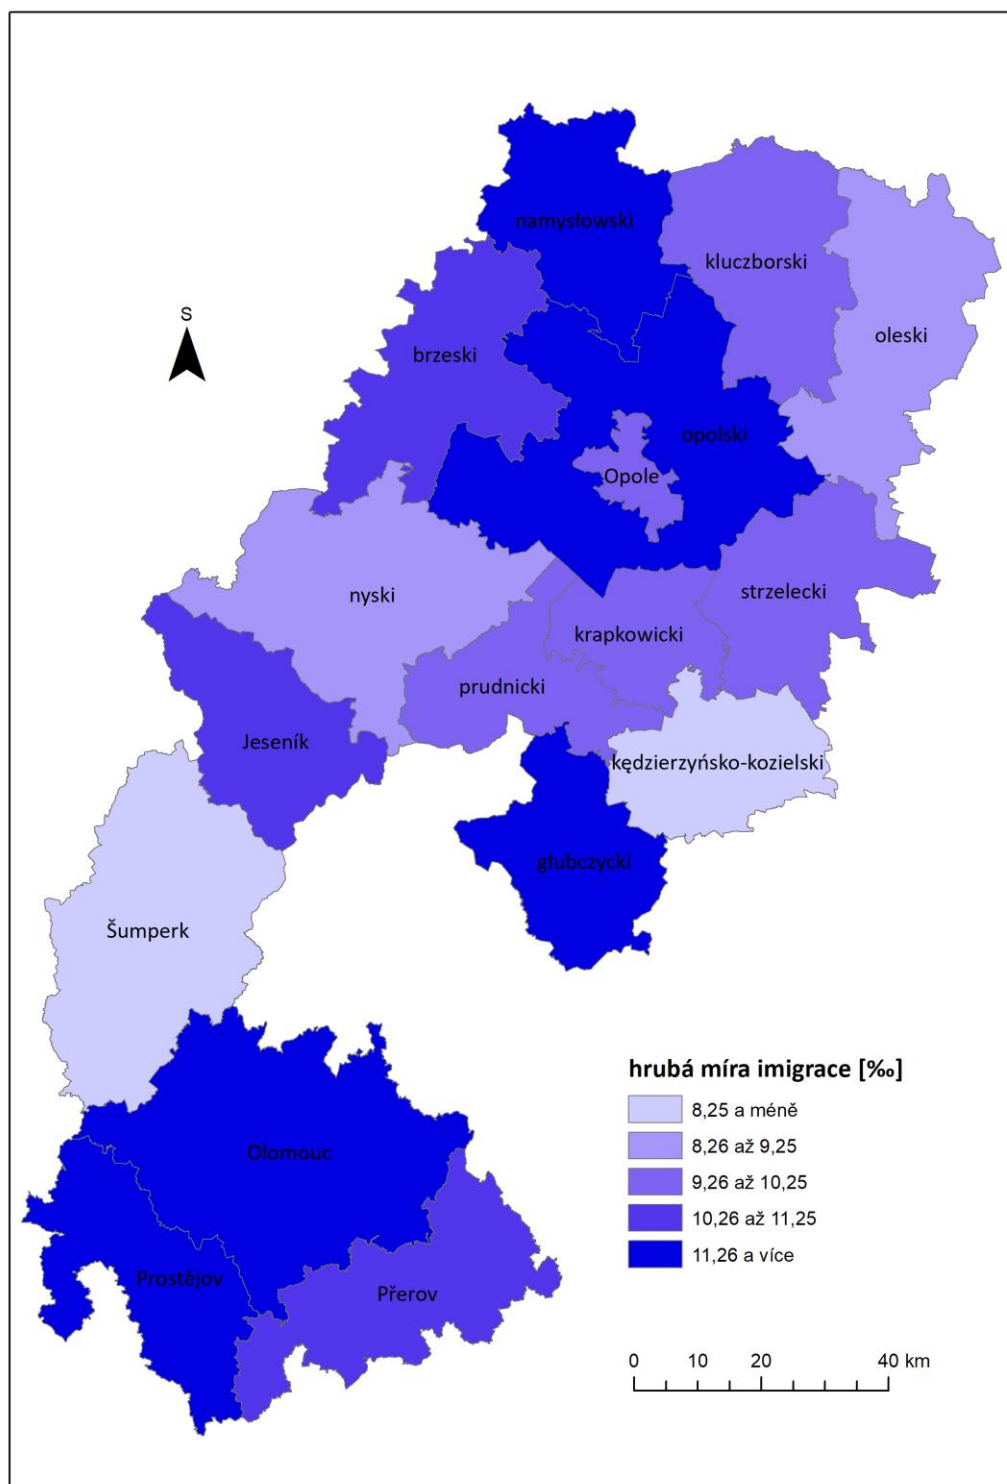 namysłowski
kluczborski
S
oleski
brzeski
opolski
Opole
strzelecki
nyski
krapkowicki
prudnicki
Jeseník
kędzierzyńsko-kozielski
głubczycki
Šumperk
hrubá míra imigrace [‰]
8,25 a méně
8,26 až 9,25
9,26 až 10,25
10,26 až 11,25
11,26 a více
Olomouc
Prostějov
Přerov
0 10 20 40 km